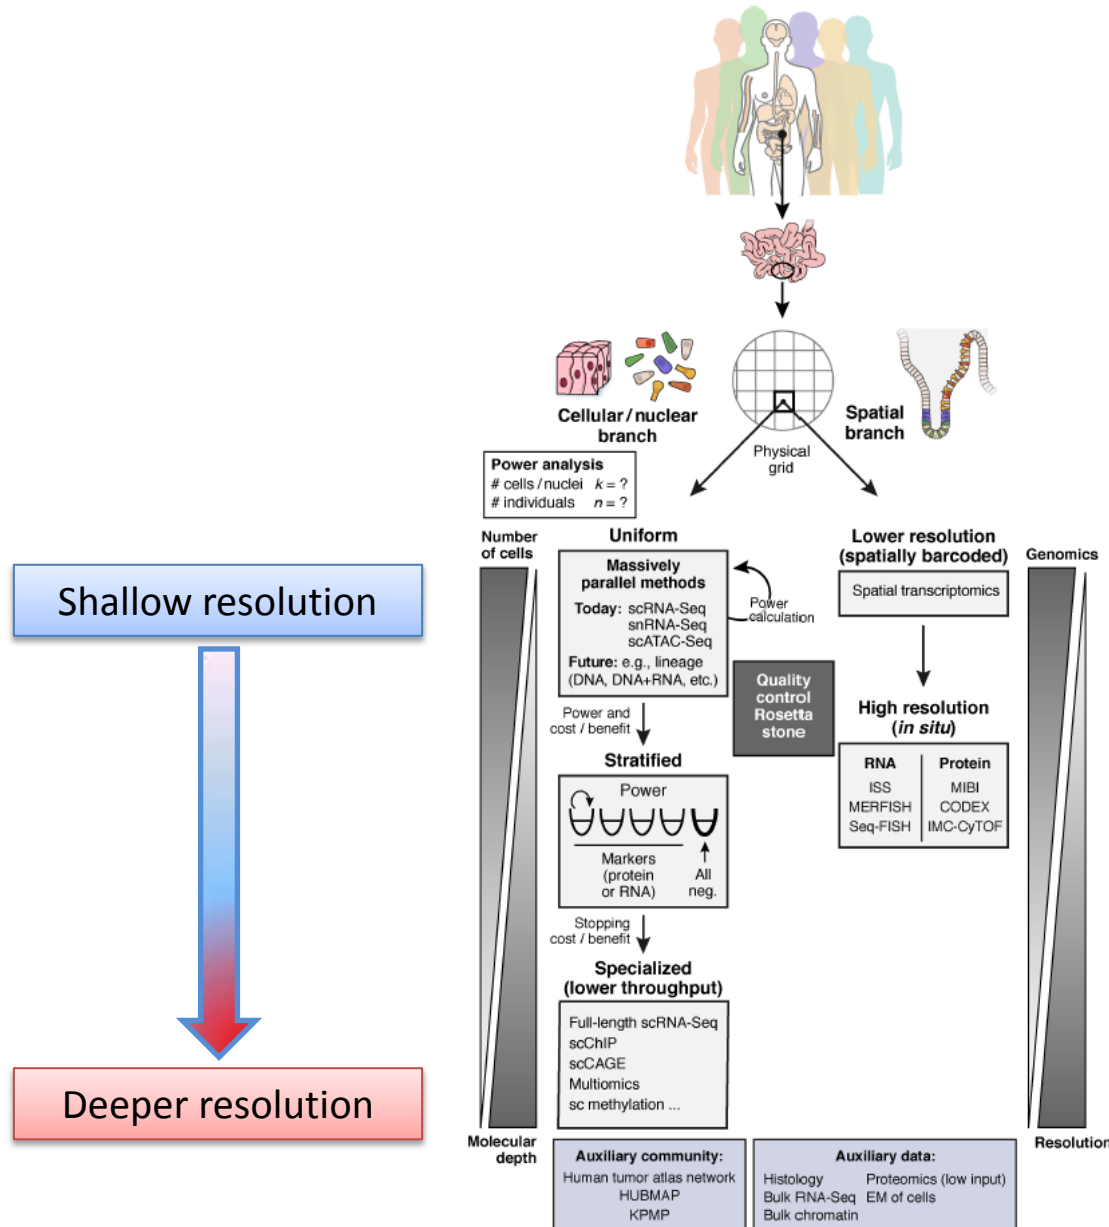 Cellular / nuclear
branch
Spatial
branch
Physical
grid
Power analysis
# cells / nuclei k = ?
# individuals n = ?
Number
of cells
Uniform
Massively
parallel methods
Today: scRNA-Seq
snRNA-Seq
scATAC-Seq
Future: e.g., lineage
(DNA, DNA+RNA, etc.)
Power
calculation
Lower resolution
(spatially barcoded)
Spatial transcriptomics
Genomics
Shallow resolution
Quality
control
Rosetta
stone
Power and
cost / benefit
High resolution
(in situ)
RNA
ISS
MERFISH
Seq-FISH
Protein
MIBI
CODEX
IMC-CyTOF
Stratified
Power
Markers
(protein
or RNA)
All
neg.
Stopping
cost / benefit
Specialized
(lower throughput)
Full-length scRNA-Seq
scChIP
scCAGE
Multiomics
sc methylation ...
Deeper resolution
Molecular
depth
Resolution
Auxiliary community:
Human tumor atlas network
HUBMAP
KPMP
Auxiliary data:
Histology
Bulk RNA-Seq
Bulk chromatin
Proteomics (low input)
EM of cells